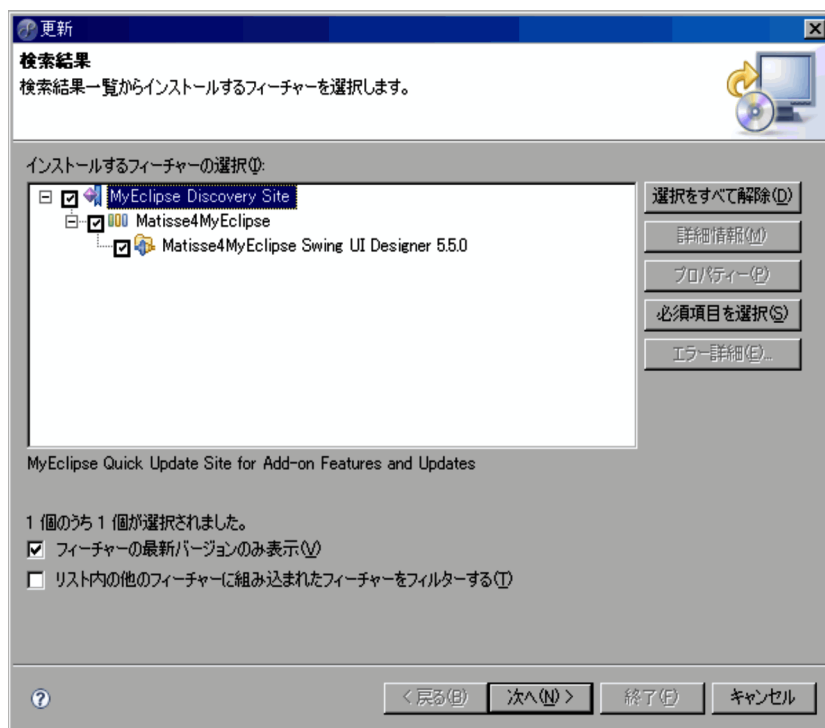 更新
検索結果
検索結果一覧からインストールするフィーチャーを選択します。
インストールするフィーチャーの選択(I):
MyEclipse Discovery Site
Matisse4MyEclipse
Matisse4MyEclipse Swing UI Designer 5.5.0
選択をすべて解除(D)
詳細情報(M)
プロパティー(P)
必須項目を選択(S)
エラー詳細(E)...
MyEclipse Quick Update Site for Add-on Features and Updates
1 個のうち 1 個が選択されました。
フィーチャーの最新バージョンのみ表示(V)
リスト内の他のフィーチャーに組み込まれたフィーチャーをフィルターする(T)
< 戻る(B) 次へ(N) > 終了(F) キャンセル